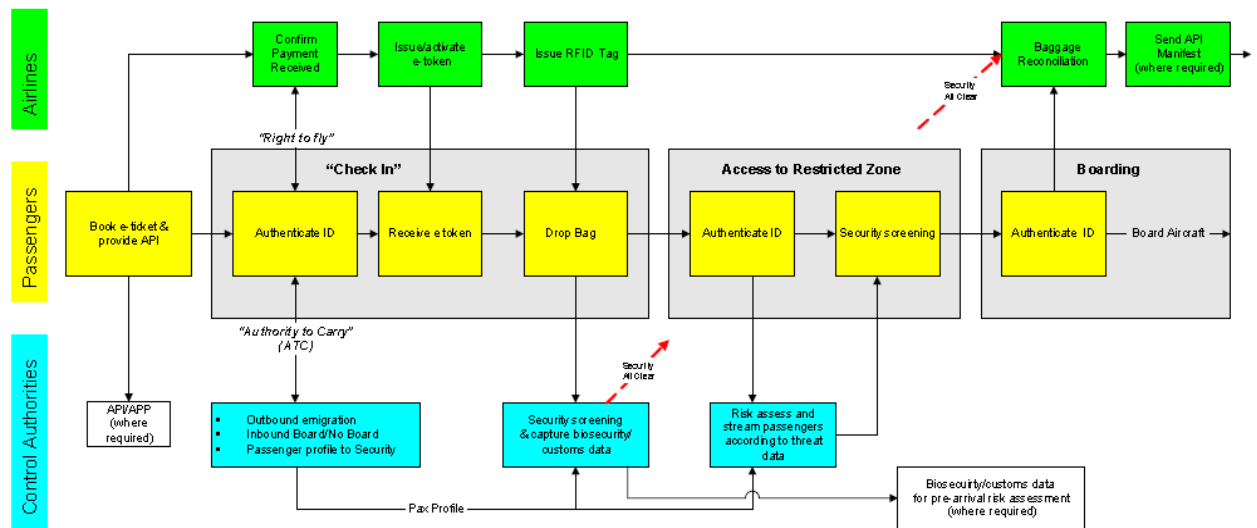 Airlines
Confirm
Payment
Received
Issue/activate
e-token
Issue RFID Tag
Baggage
Reconciliation
Send API
Manifest
(where required)
Security
All Clear
"Right to fly"
Passengers
"Check In"
Access to Restricted Zone
Boarding
Book e-ticket &
provide API
Authenticate ID
Receive e token
Drop Bag
Authenticate ID
Security screening
Authenticate ID
Board Aircraft
"Authority to Carry"
(ATC)
Security
All Clear
Control Authorities
API/APP
(where
required)
▪ Outbound emigration
▪ Inbound Board/No Board
▪ Passenger profile to Security
Security screening
& capture biosecurity/
customs data
Risk assess and
stream passengers
according to threat
data
Pax Profile
Biosecuirty/customs data
for pre-arrival risk assessment
(where required)